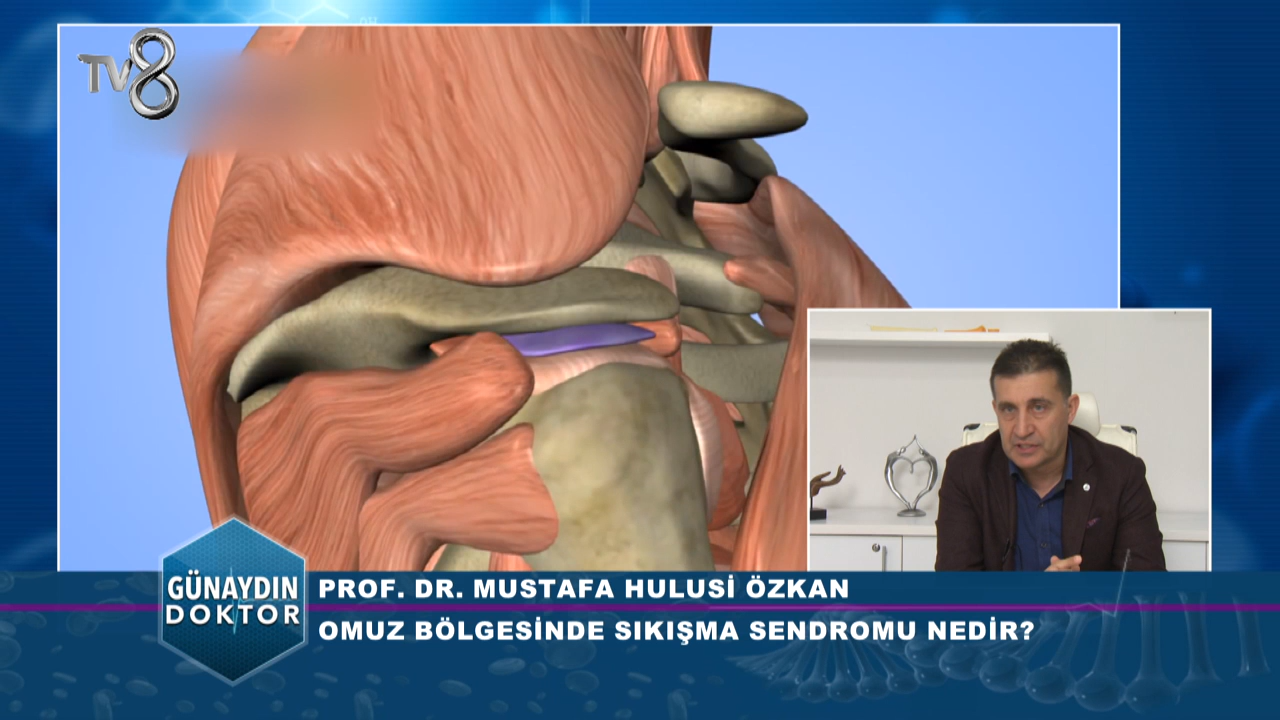 TV8
GÜNAYDIN
DOKTOR
PROF. DR. MUSTAFA HULUSİ ÖZKAN
OMUZ BÖLGESİNDE SIKIŞMA SENDROMU NEDİR?